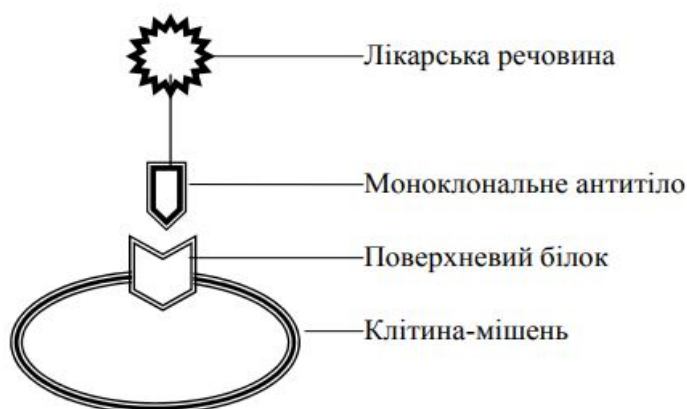 Лікарська речовина
Моноклональне антитіло
Поверхневий білок
Клітина-мішень